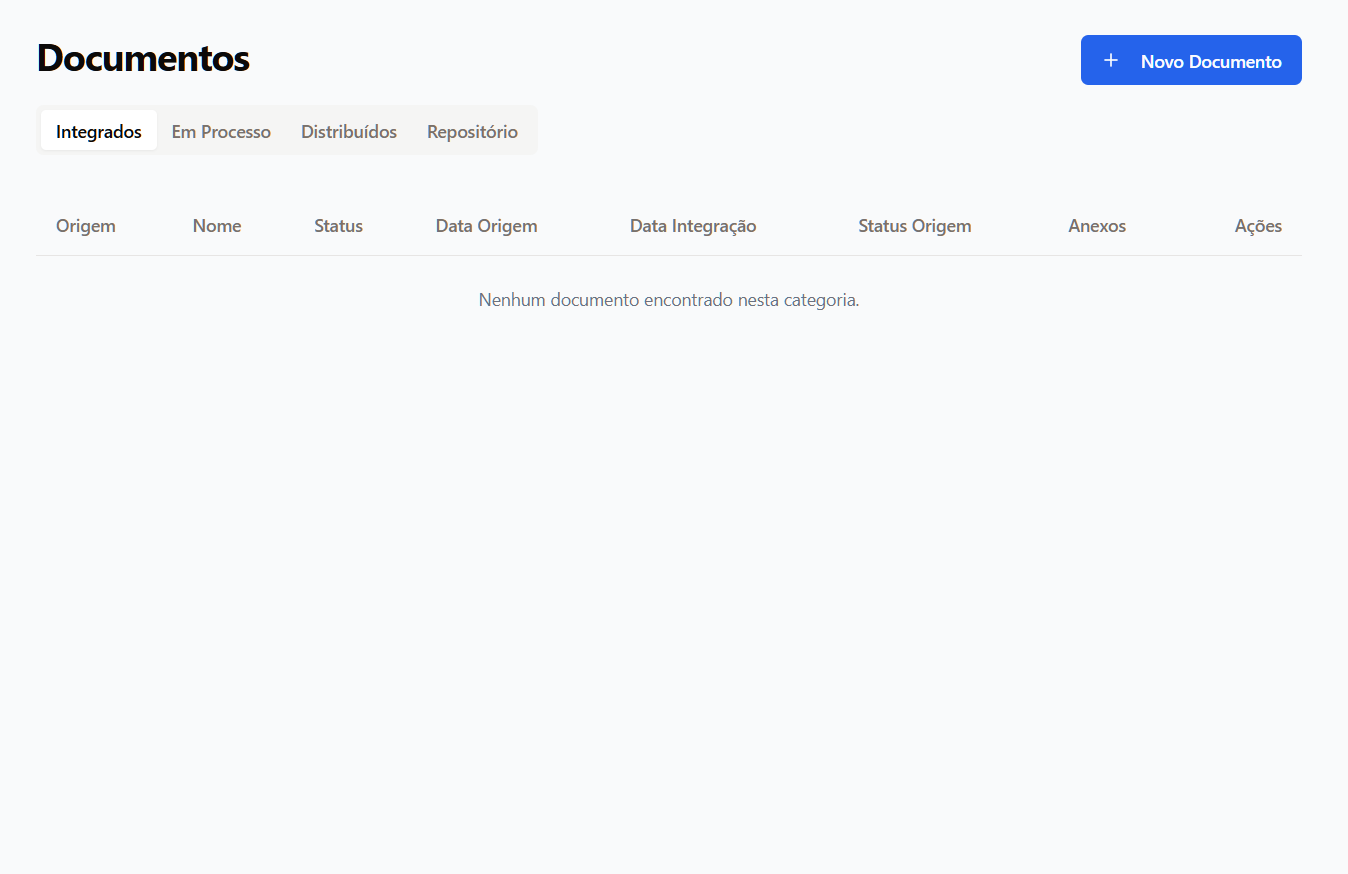 Documentos
+ Novo Documento
Integrados Em Processo Distribuídos Repositório
Origem Nome Status Data Origem Data Integração Status Origem Anexos Ações
Nenhum documento encontrado nesta categoria.